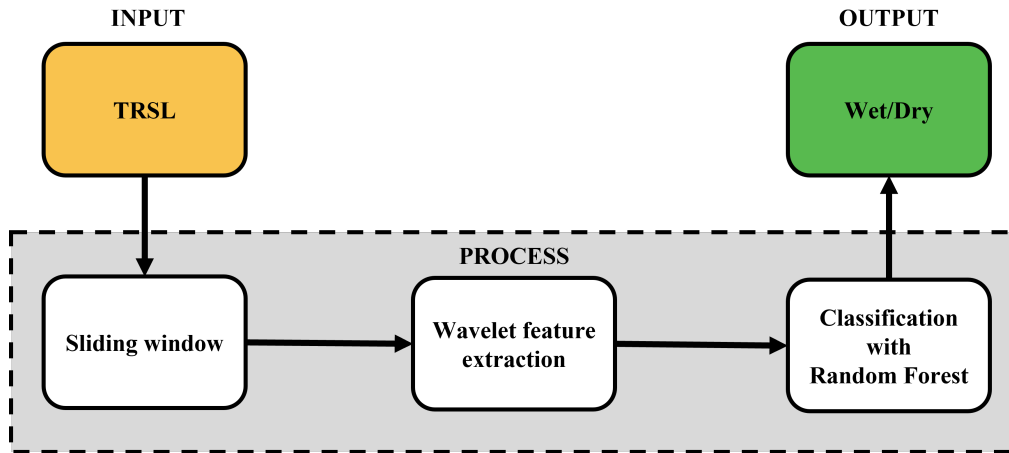 INPUT
OUTPUT
TRSL
Wet/Dry
PROCESS
Sliding window
Wavelet feature
extraction
Classification
with
Random Forest